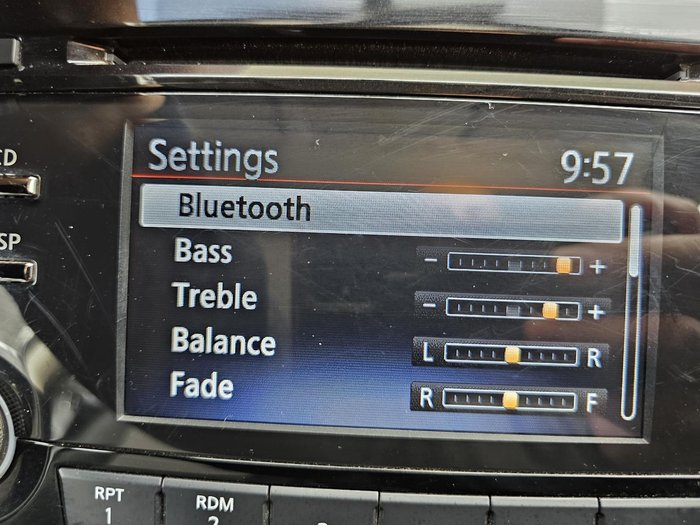 Settings 9:57
Bluetooth
Bass - +
Treble - +
Balance L R
Fade R F
RPT
1
RDM
2